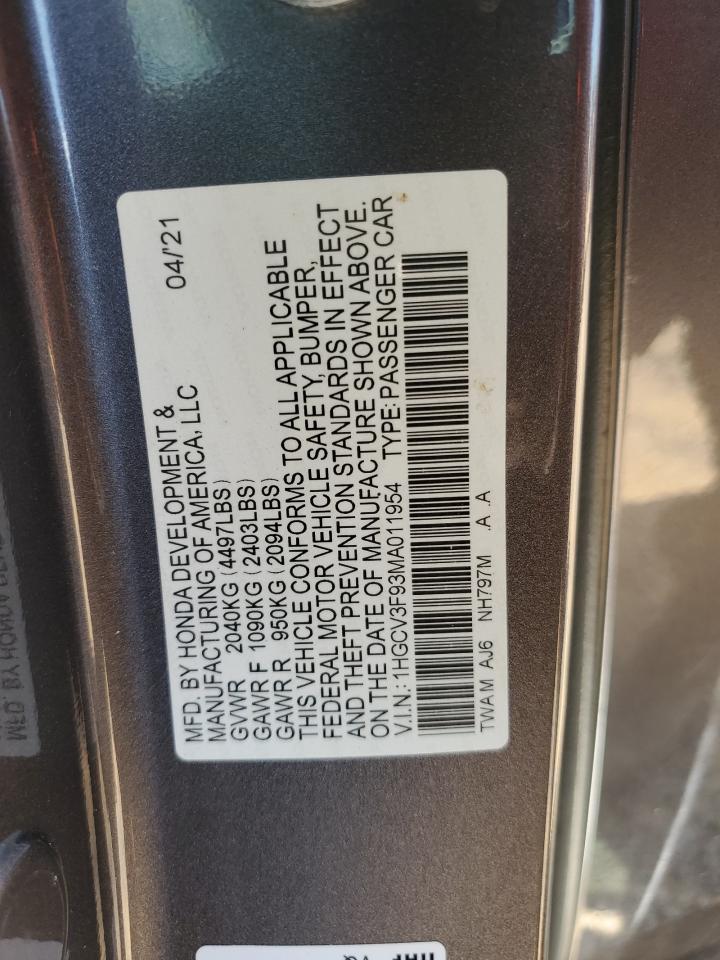 MFD. BY HONDA DEVELOPMENT & 04/'21
MANUFACTURING OF AMERICA, LLC
GVWR 2040KG (4497LBS)
GAWR F 1090KG (2403LBS)
GAWR R 950KG (2094LBS)
THIS VEHICLE CONFORMS TO ALL APPLICABLE
FEDERAL MOTOR VEHICLE SAFETY, BUMPER,
AND THEFT PREVENTION STANDARDS IN EFFECT
ON THE DATE OF MANUFACTURE SHOWN ABOVE.
V.I.N.: 1HGCV3F93MA011954 TYPE: PASSENGER CAR
TWA M AJ6 NH797M .A .A